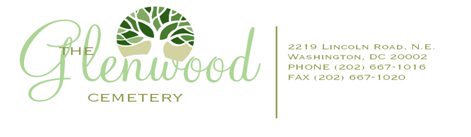 THE
Glenwood
CEMETERY
2219 Lincoln Road, N.E.
Washington, DC 20002
PHONE (202) 667-1016
FAX (202) 667-1020